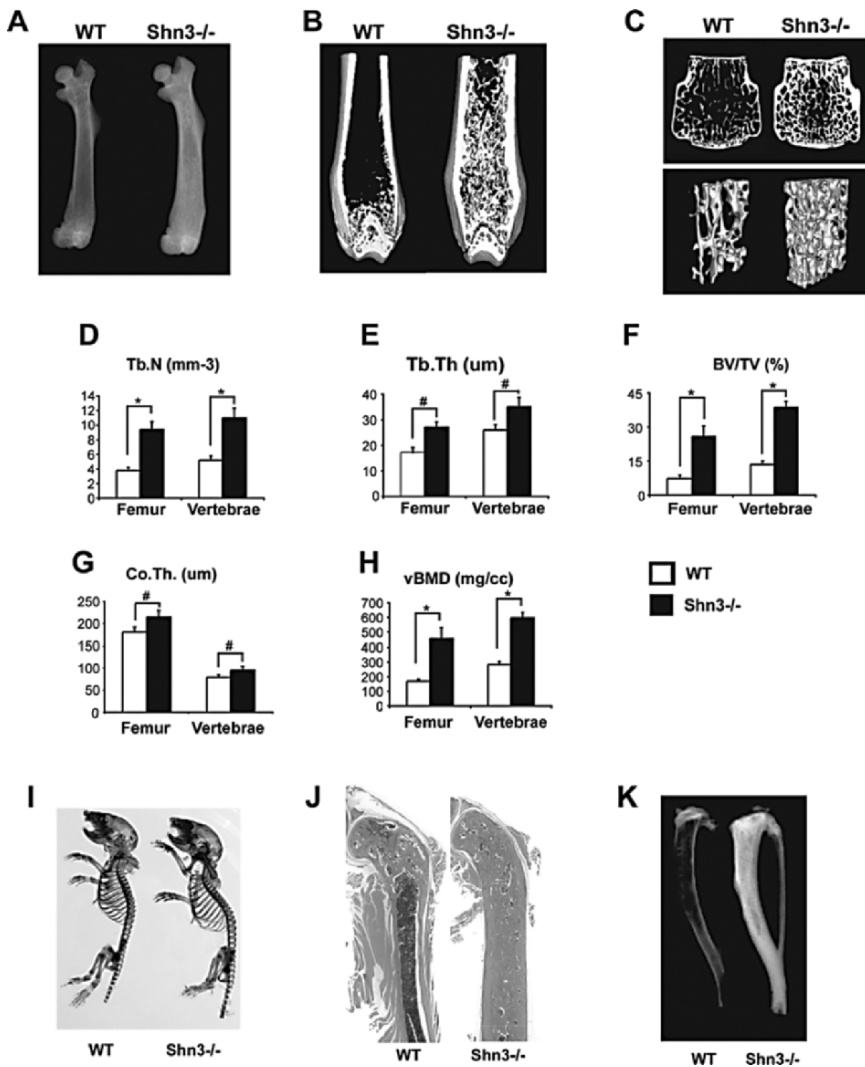 A
WT Shn3-/-
B
WT Shn3-/-
C
WT Shn3-/-
D
Tb.N (mm-3)
14
12
10
8
6
4
2
0
* *
Femur Vertebrae
E
Tb.Th (um)
40
30
20
10
0
# #
Femur Vertebrae
F
BV/TV (%)
45
30
15
0
* *
Femur Vertebrae
G
Co.Th. (um)
250
200
150
100
50
0
# #
Femur Vertebrae
H
vBMD (mg/cc)
700
600
500
400
300
200
100
0
* *
Femur Vertebrae
WT
Shn3-/-
I
WT Shn3-/-
J
WT Shn3-/-
K
WT Shn3-/-